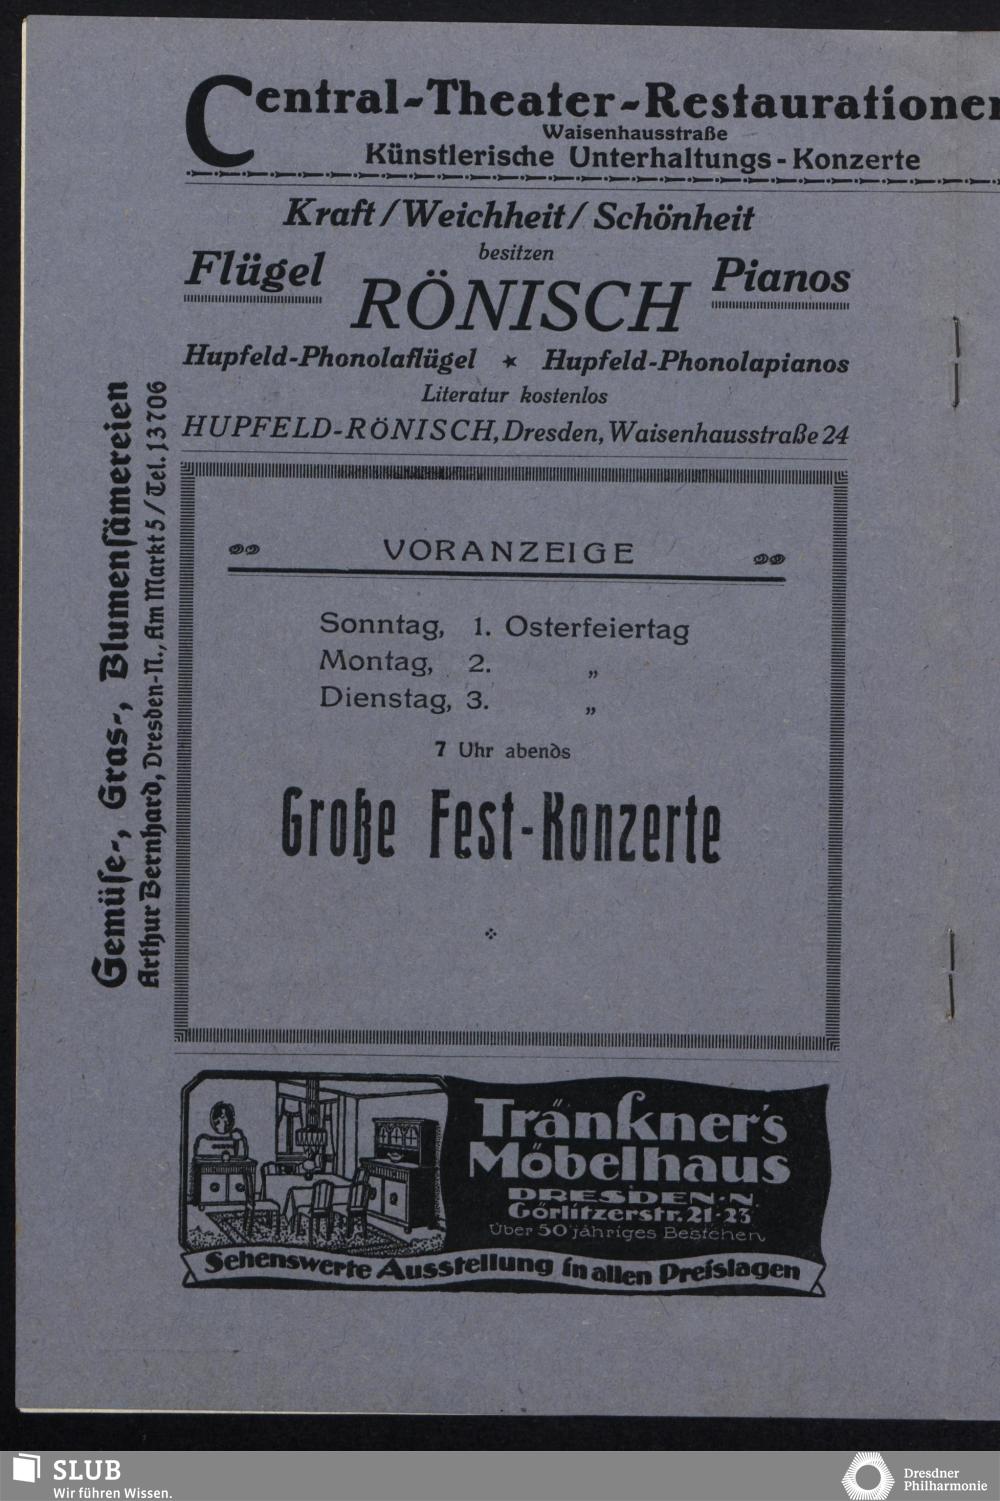 Central-Theater-Restaurationen
Waisenhausstraße
Künstlerische Unterhaltungs-Konzerte
Kraft / Weichheit / Schönheit
besitzen
Flügel RÖNISCH Pianos
Hupfeld-Phonolaflügel ★ Hupfeld-Phonolapianos
Literatur kostenlos
HUPFELD-RÖNISCH, Dresden, Waisenhausstraße 24
Gemüſe-, Gras-, Blumenſämereien
Arthur Bernhard, Dresden-N., Am Markt 5 / Tel. 13706
VORANZEIGE
Sonntag, 1. Osterfeiertag
Montag, 2. „
Dienstag, 3. „
7 Uhr abends
Große Fest-Konzerte
Tränkner's
Möbelhaus
DRESDEN-N.
Görlitzerstr. 21-23
Über 50 jähriges Bestehen
Sehenswerte Ausstellung in allen Preislagen
SLUB
Wir führen Wissen.
Dresdner
Philharmonie